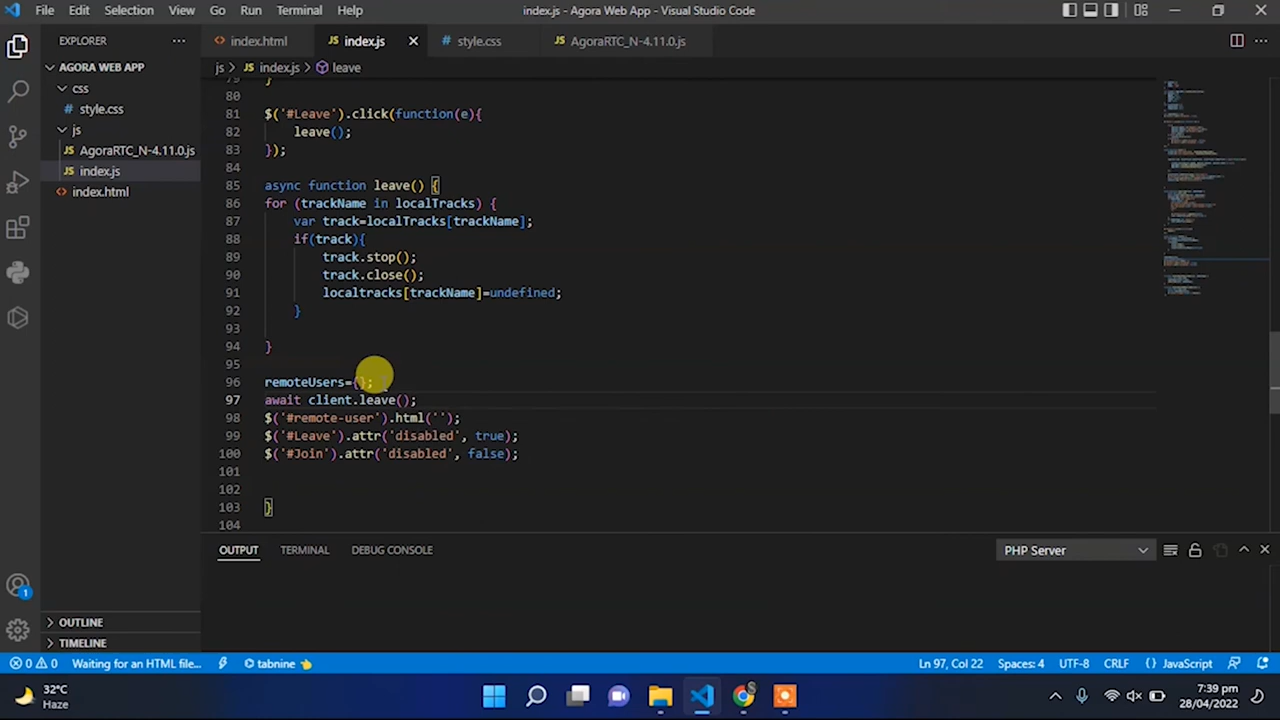 File Edit Selection View Go Run Terminal Help
index.js - Agora Web App - Visual Studio Code
EXPLORER
index.html
index.js
style.css
AgoraRTC_N-4.11.0.js
AGORA WEB APP
css
style.css
js
AgoraRTC_N-4.11.0.js
index.js
index.html
js > index.js > leave
79 }
80
81 $('#Leave').click(function(e){
82 leave();
83 });
84
85 async function leave() {
86 for (trackName in localTracks) {
87 var track=localTracks[trackName];
88 if(track){
89 track.stop();
90 track.close();
91 localtracks[trackName]=undefined;
92 }
93
94 }
95
96 remoteUsers={};
97 await client.leave();
98 $('#remote-user').html('');
99 $('#Leave').attr('disabled', true);
100 $('#Join').attr('disabled', false);
101
102
103 }
104
OUTPUT TERMINAL DEBUG CONSOLE
PHP Server
OUTLINE
TIMELINE
1
0 0 Waiting for an HTML file... tabnine
Ln 97, Col 22 Spaces: 4 UTF-8 CRLF {} JavaScript
32°C
Haze
7:39 pm
28/04/2022